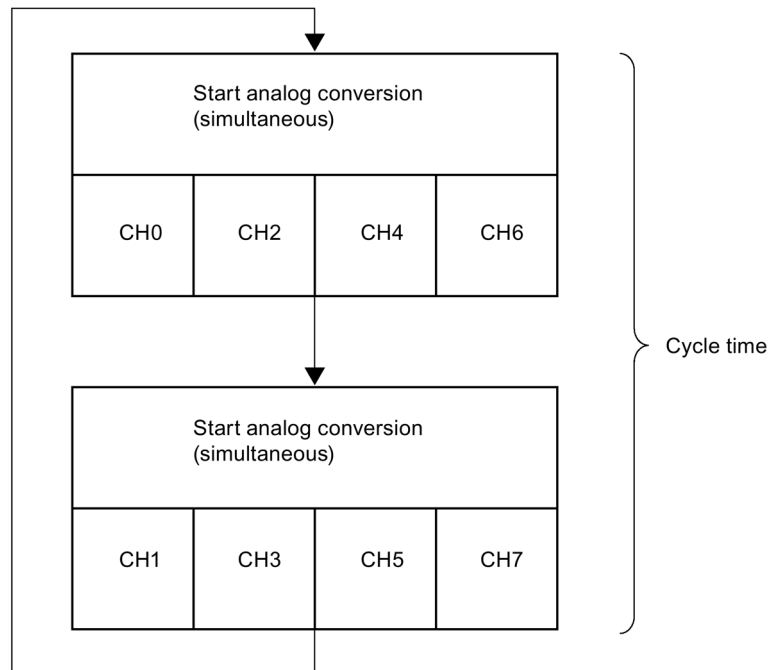 Start analog conversion
(simultaneous)
CH0 CH2 CH4 CH6
Cycle time
Start analog conversion
(simultaneous)
CH1 CH3 CH5 CH7